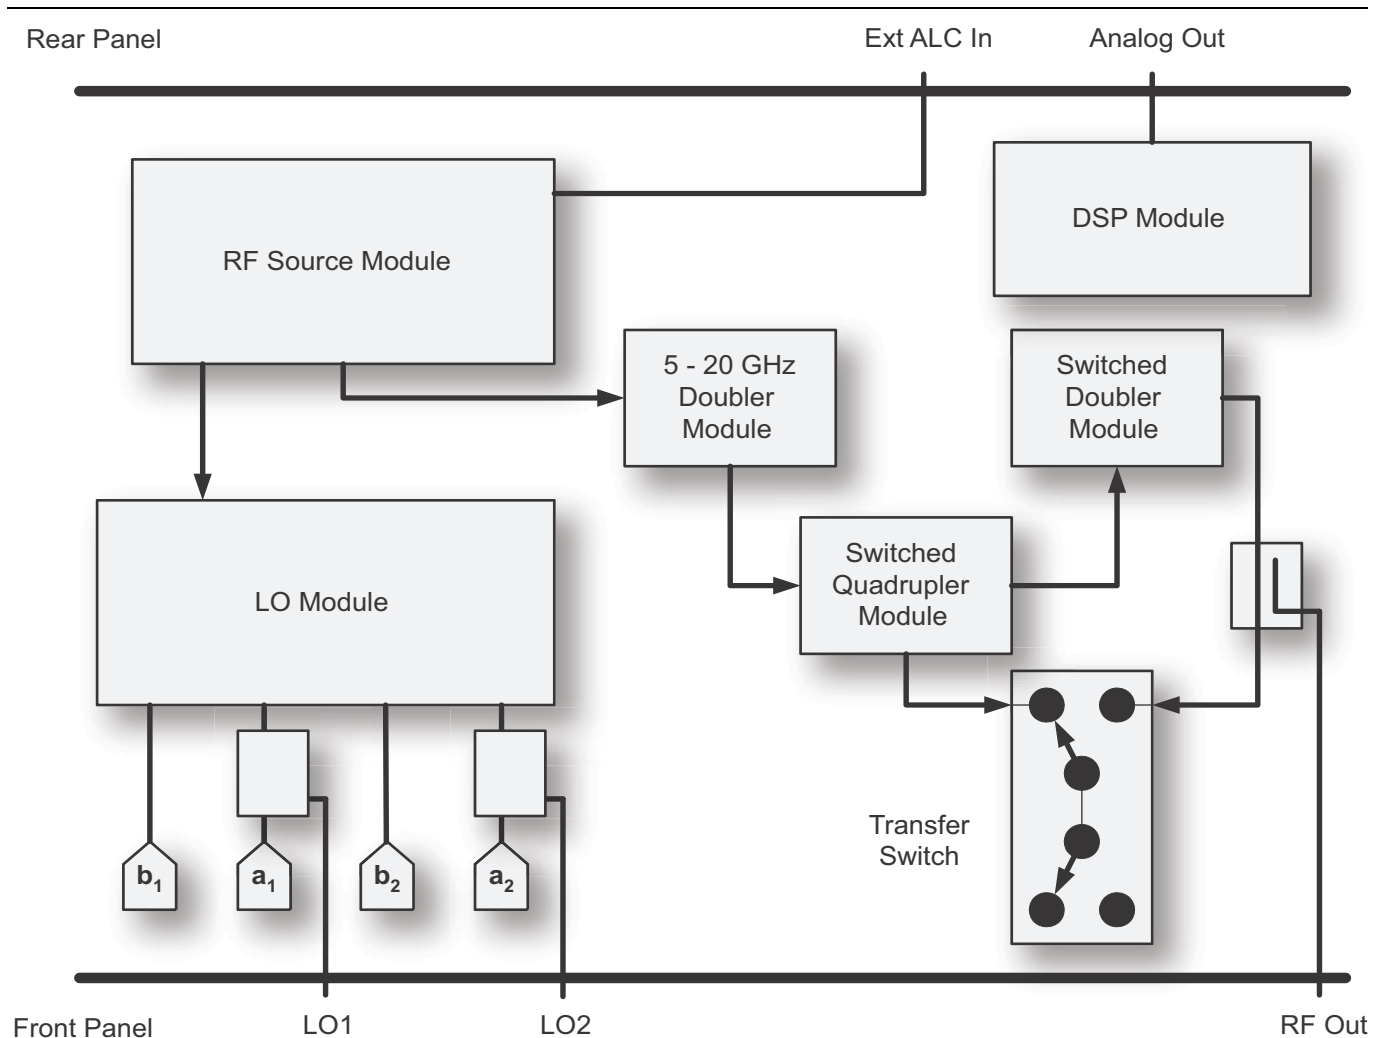 Rear Panel
Ext ALC In
Analog Out
RF Source Module
DSP Module
5 - 20 GHz
Doubler
Module
Switched
Doubler
Module
Switched
Quadrupler
Module
LO Module
Transfer
Switch
b1
a1
b2
a2
Front Panel
LO1
LO2
RF Out